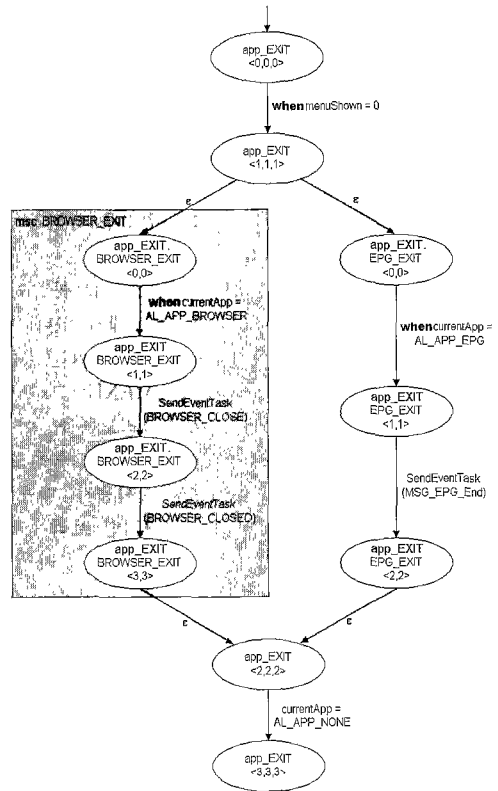 app_EXIT
<0,0,0>
when menuShown = 0
app_EXIT
<1,1,1>
ε
ε
msc BROWSER_EXIT
app_EXIT.
BROWSER_EXIT
<0,0>
when currentApp =
AL_APP_BROWSER
app_EXIT
BROWSER_EXIT
<1,1>
SendEventTask
(BROWSER_CLOSE)
app_EXIT.
BROWSER_EXIT
<2,2>
SendEventTask
(BROWSER_CLOSED)
app_EXIT
BROWSER_EXIT
<3,3>
app_EXIT.
EPG_EXIT
<0,0>
when currentApp =
AL_APP_EPG
app_EXIT
EPG_EXIT
<1,1>
SendEventTask
(MSG_EPG_End)
app_EXIT
EPG_EXIT
<2,2>
ε
ε
app_EXIT
<2,2,2>
currentApp =
AL_APP_NONE
app_EXIT
<3,3,3>